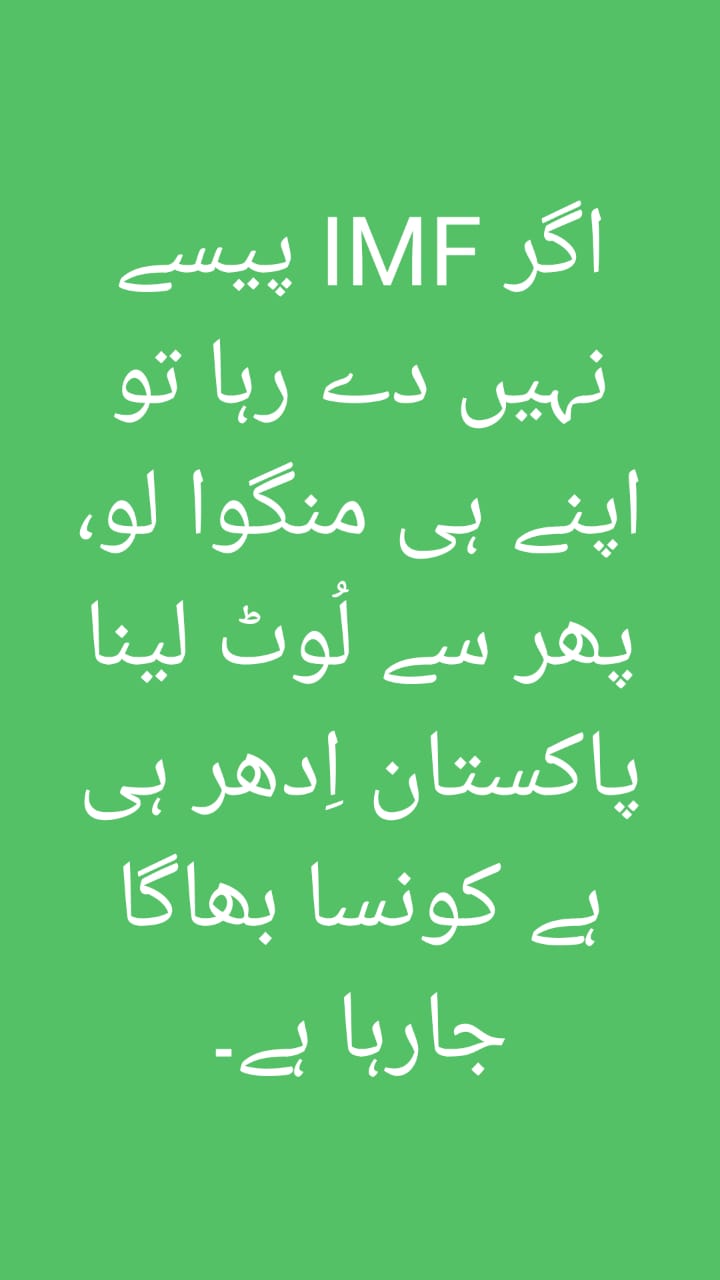 اگر IMF پیسے
نہیں دے رہا تو
اپنے ہی منگوا لو،
پھر سے لُوٹ لینا
پاکستان اِدھر ہی
ہے کونسا بھاگا
جارہا ہے۔